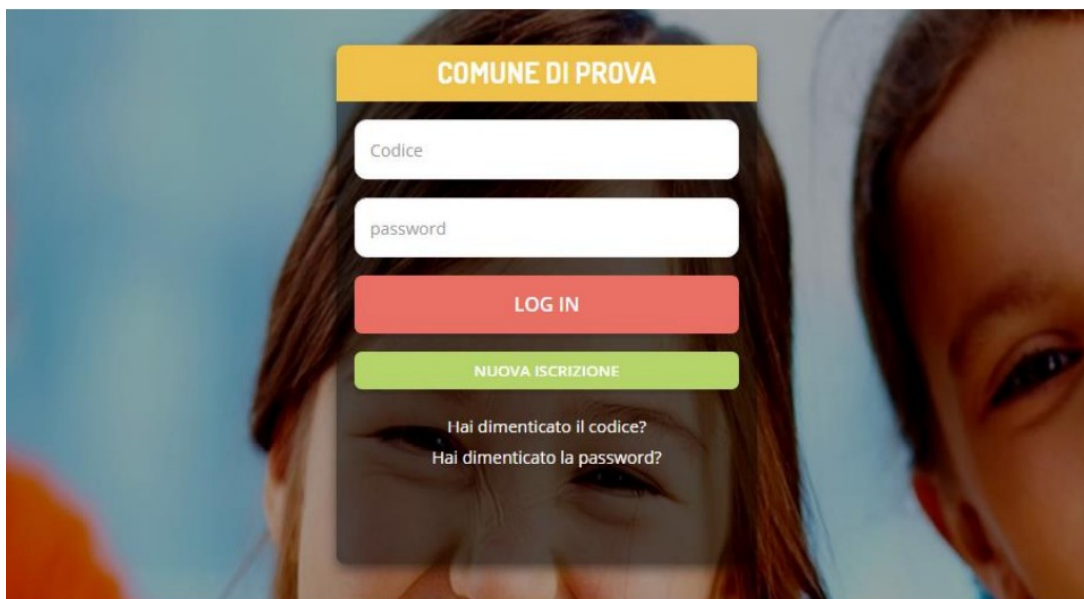 COMUNE DI PROVA
Codice
password
LOG IN
NUOVA ISCRIZIONE
Hai dimenticato il codice?
Hai dimenticato la password?